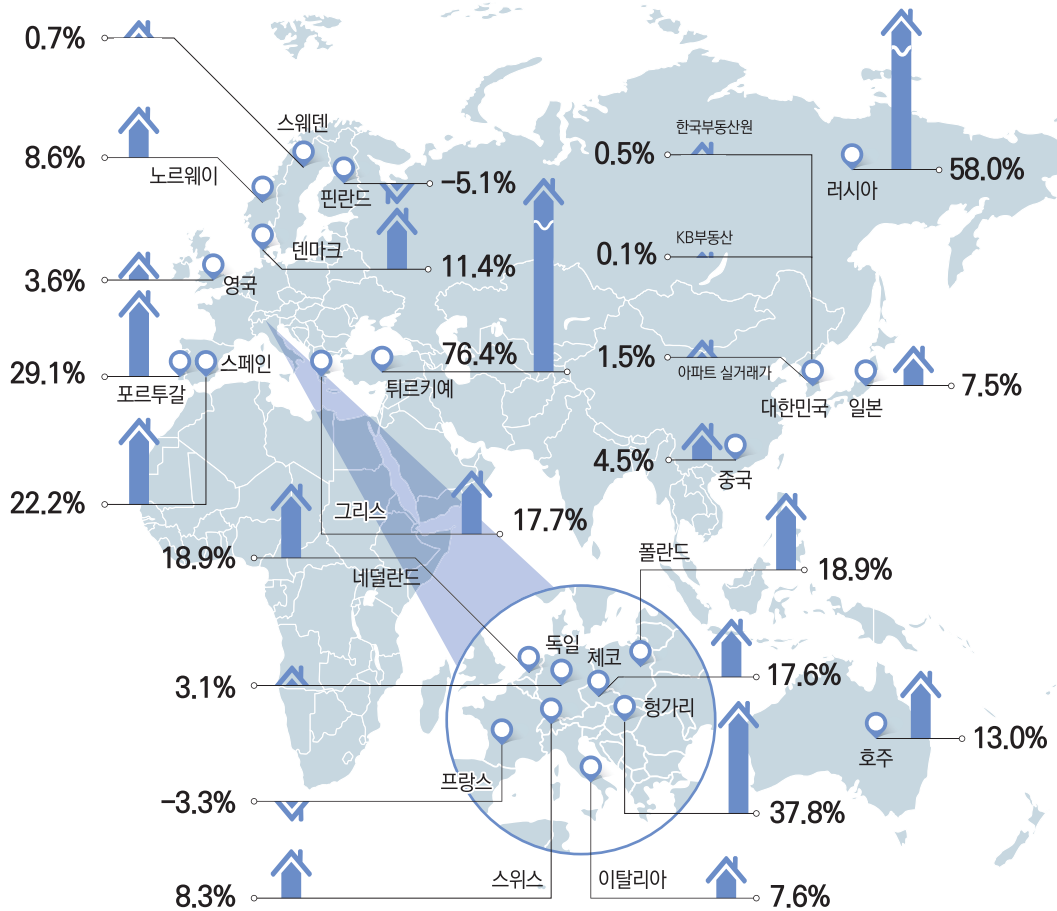 0.7%
스웨덴
8.6%
노르웨이
핀란드
−5.1%
덴마크
11.4%
3.6%
영국
29.1%
포르투갈
스페인
22.2%
76.4%
튀르키예
한국부동산원
0.5%
KB부동산
0.1%
1.5%
아파트 실거래가
대한민국
일본
7.5%
러시아
58.0%
4.5%
중국
그리스
17.7%
18.9%
네덜란드
폴란드
18.9%
독일
체코
17.6%
3.1%
헝가리
37.8%
호주
13.0%
프랑스
−3.3%
스위스
8.3%
이탈리아
7.6%